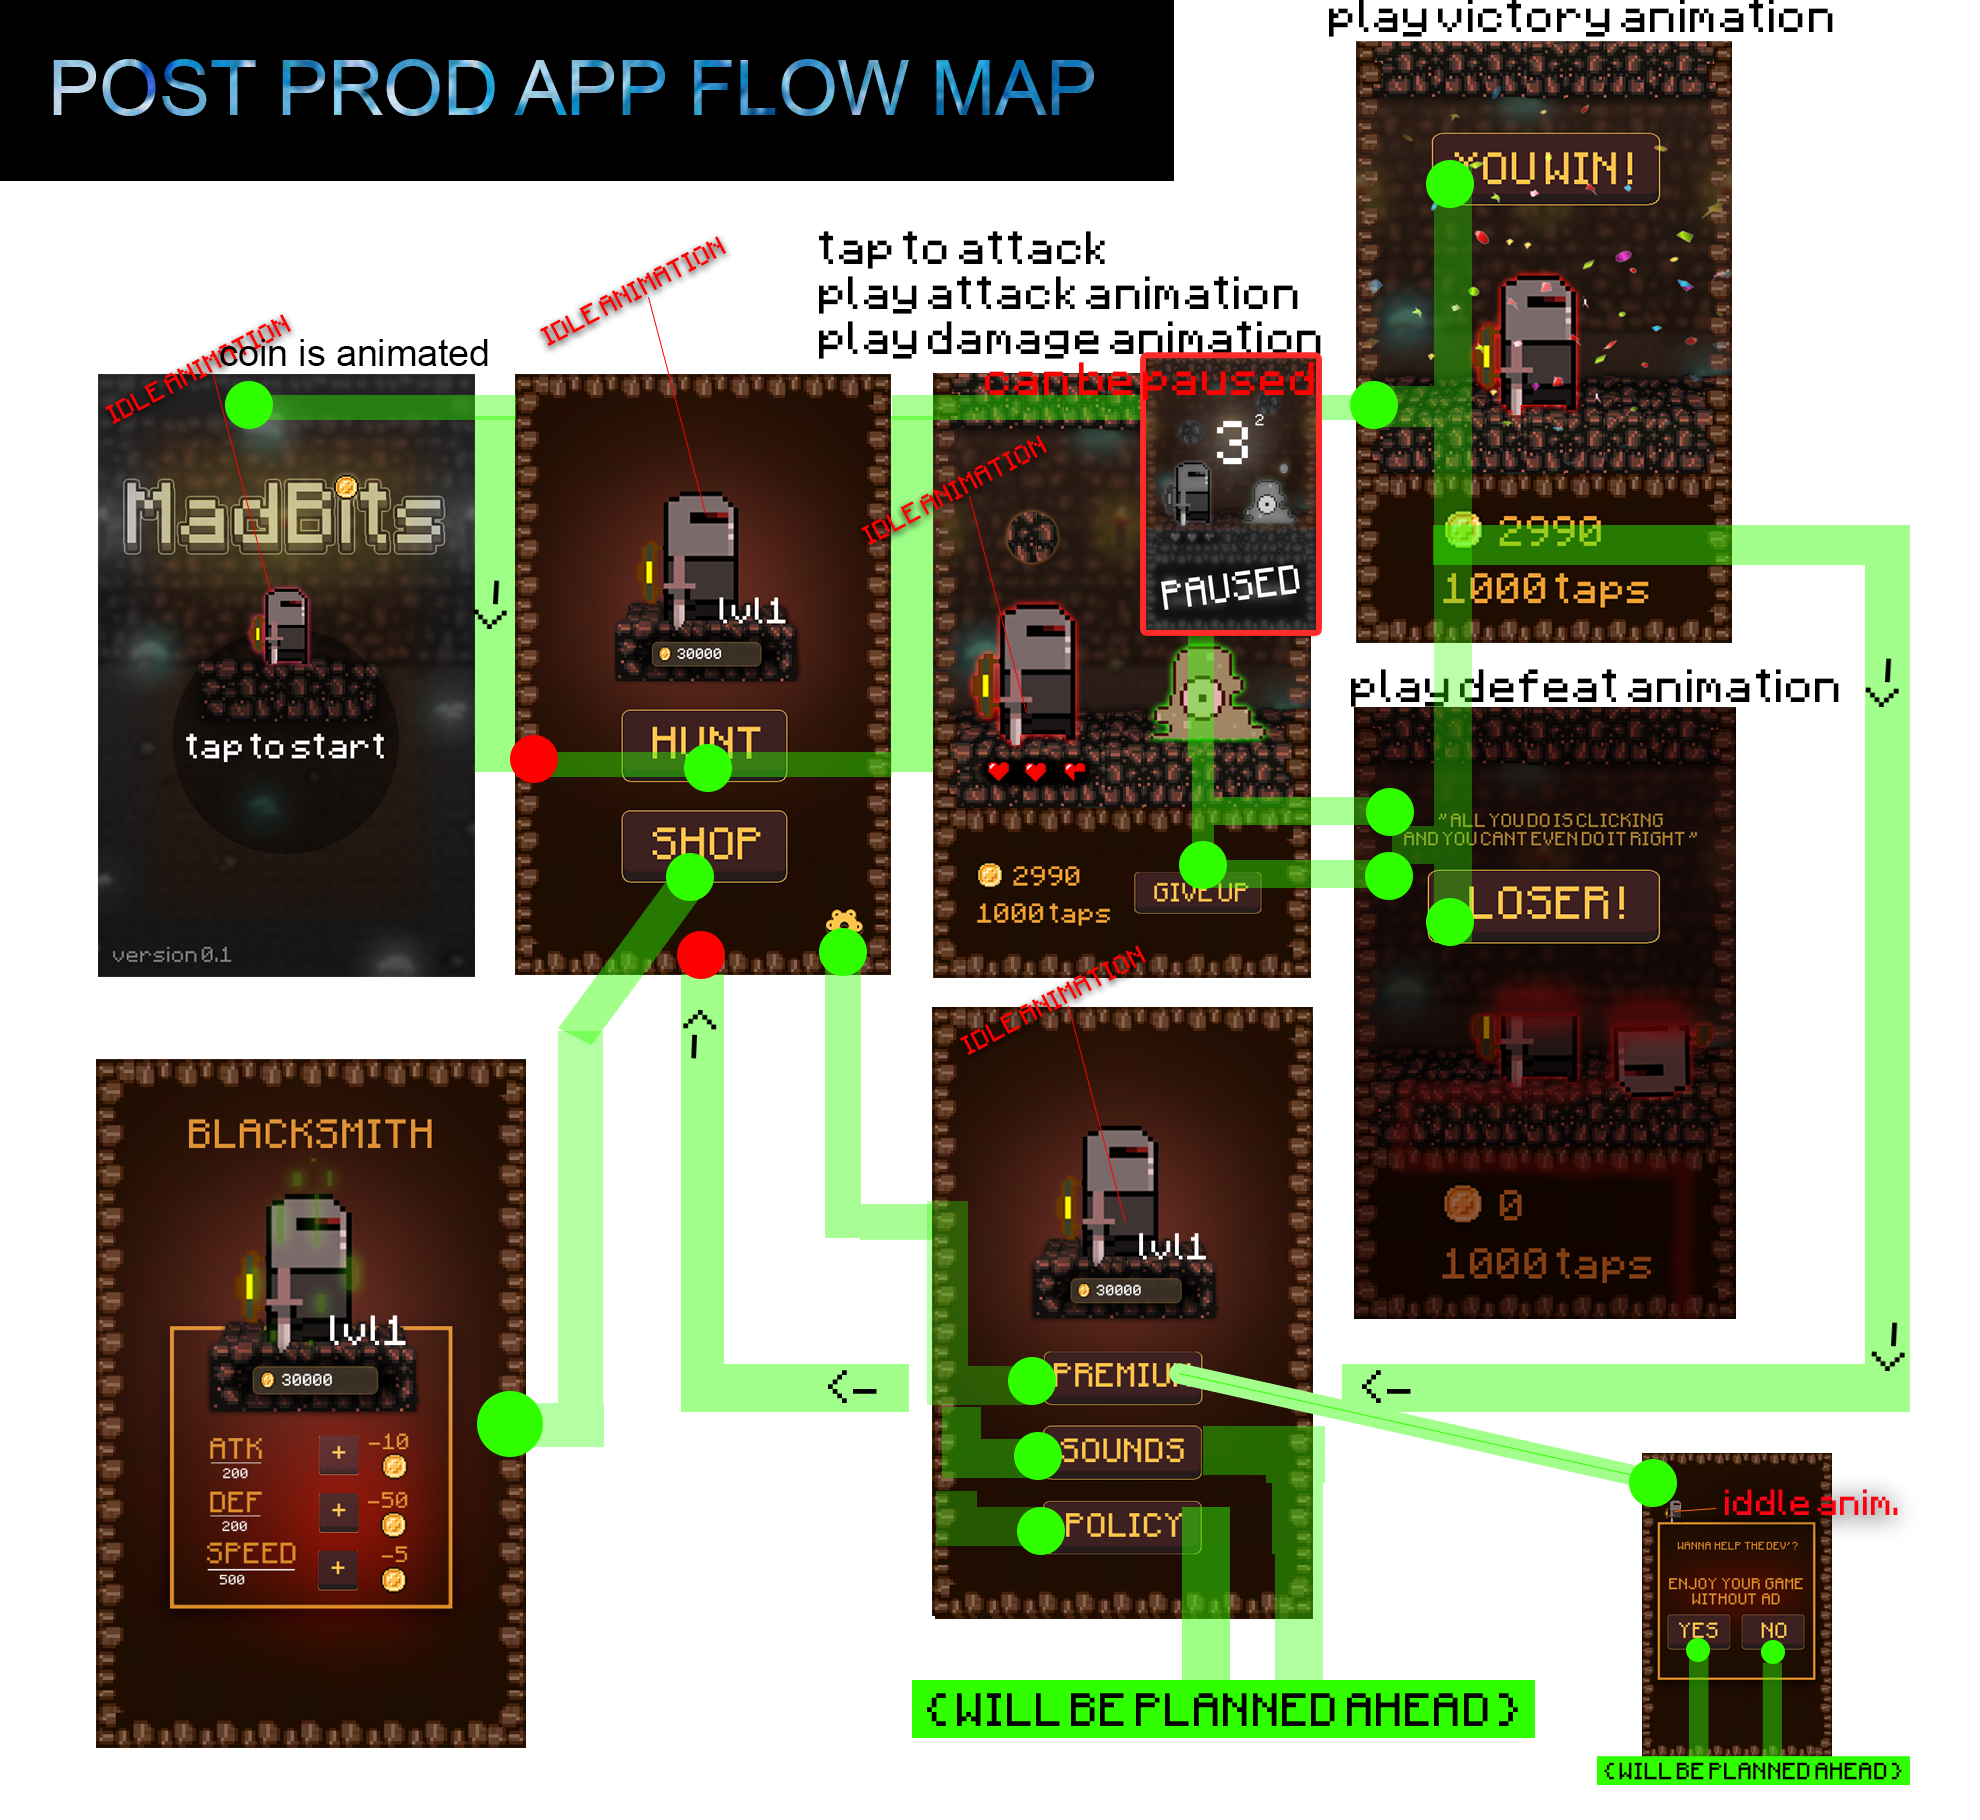 POST PROD APP FLOW MAP
play victory animation
YOU WIN!
2990
1000 taps
tap to attack
play attack animation
play damage animation
can be paused
3 2
PAUSED
IDLE ANIMATION
coin is animated
MadBits
tap to start
version 0.1
IDLE ANIMATION
lvl1
30000
HUNT
SHOP
IDLE ANIMATION
2990
1000 taps
GIVE UP
play defeat animation
"ALL YOU DO IS CLICKING
AND YOU CANT EVEN DO IT RIGHT"
LOSER!
0
1000 taps
BLACKSMITH
lvl1
30000
ATK
200
+
-10
DEF
200
+
-50
SPEED
500
+
-5
IDLE ANIMATION
lvl1
30000
PREMIUM
SOUNDS
POLICY
(WILL BE PLANNED AHEAD)
iddle anim.
WANNA HELP THE DEV'?
ENJOY YOUR GAME
WITHOUT AD
YES
NO
(WILL BE PLANNED AHEAD)